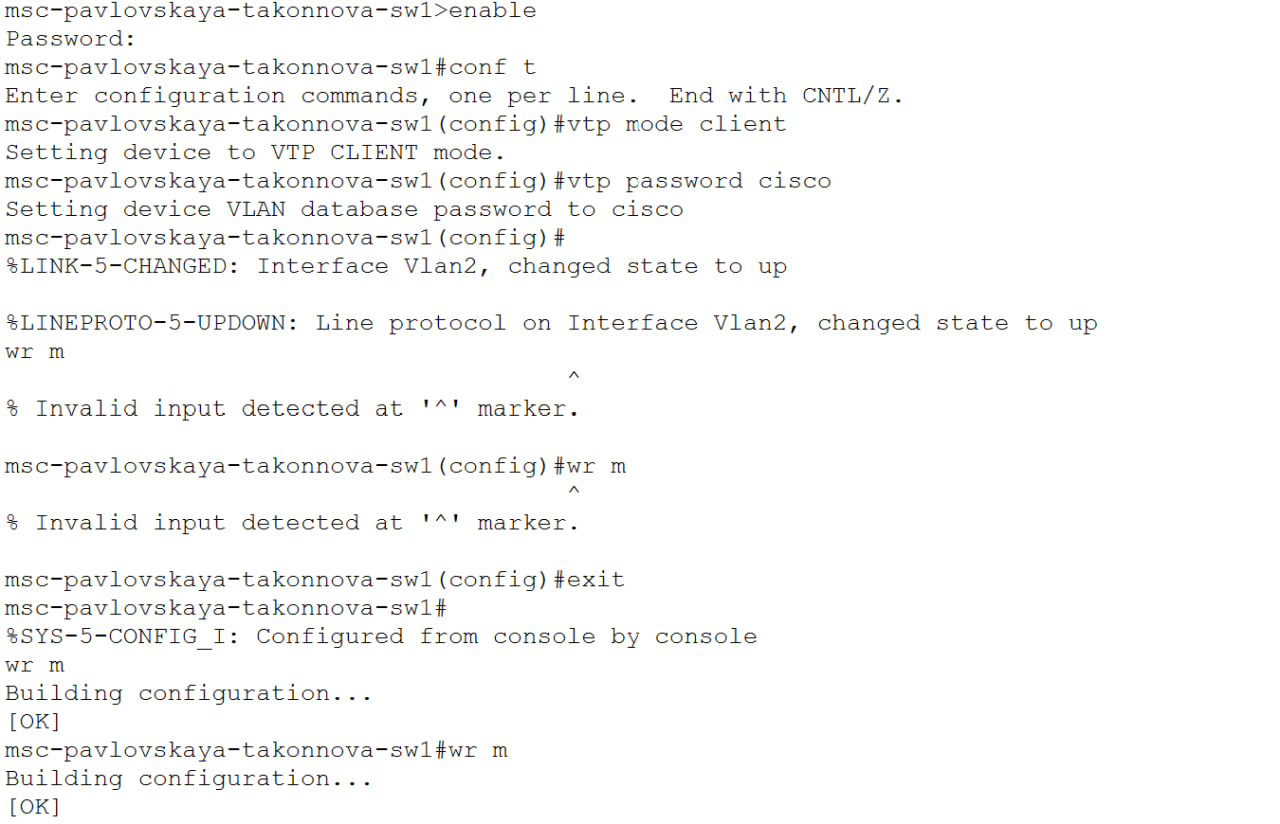 msc-pavlovskaya-takonnova-sw1>enable
Password:
msc-pavlovskaya-takonnova-sw1#conf t
Enter configuration commands, one per line.  End with CNTL/Z.
msc-pavlovskaya-takonnova-sw1(config)#vtp mode client
Setting device to VTP CLIENT mode.
msc-pavlovskaya-takonnova-sw1(config)#vtp password cisco
Setting device VLAN database password to cisco
msc-pavlovskaya-takonnova-sw1(config)#
%LINK-5-CHANGED: Interface Vlan2, changed state to up
%LINEPROTO-5-UPDOWN: Line protocol on Interface Vlan2, changed state to up
wr m
^
% Invalid input detected at '^' marker.
msc-pavlovskaya-takonnova-sw1(config)#wr m
^
% Invalid input detected at '^' marker.
msc-pavlovskaya-takonnova-sw1(config)#exit
msc-pavlovskaya-takonnova-sw1#
%SYS-5-CONFIG_I: Configured from console by console
wr m
Building configuration...
[OK]
msc-pavlovskaya-takonnova-sw1#wr m
Building configuration...
[OK]